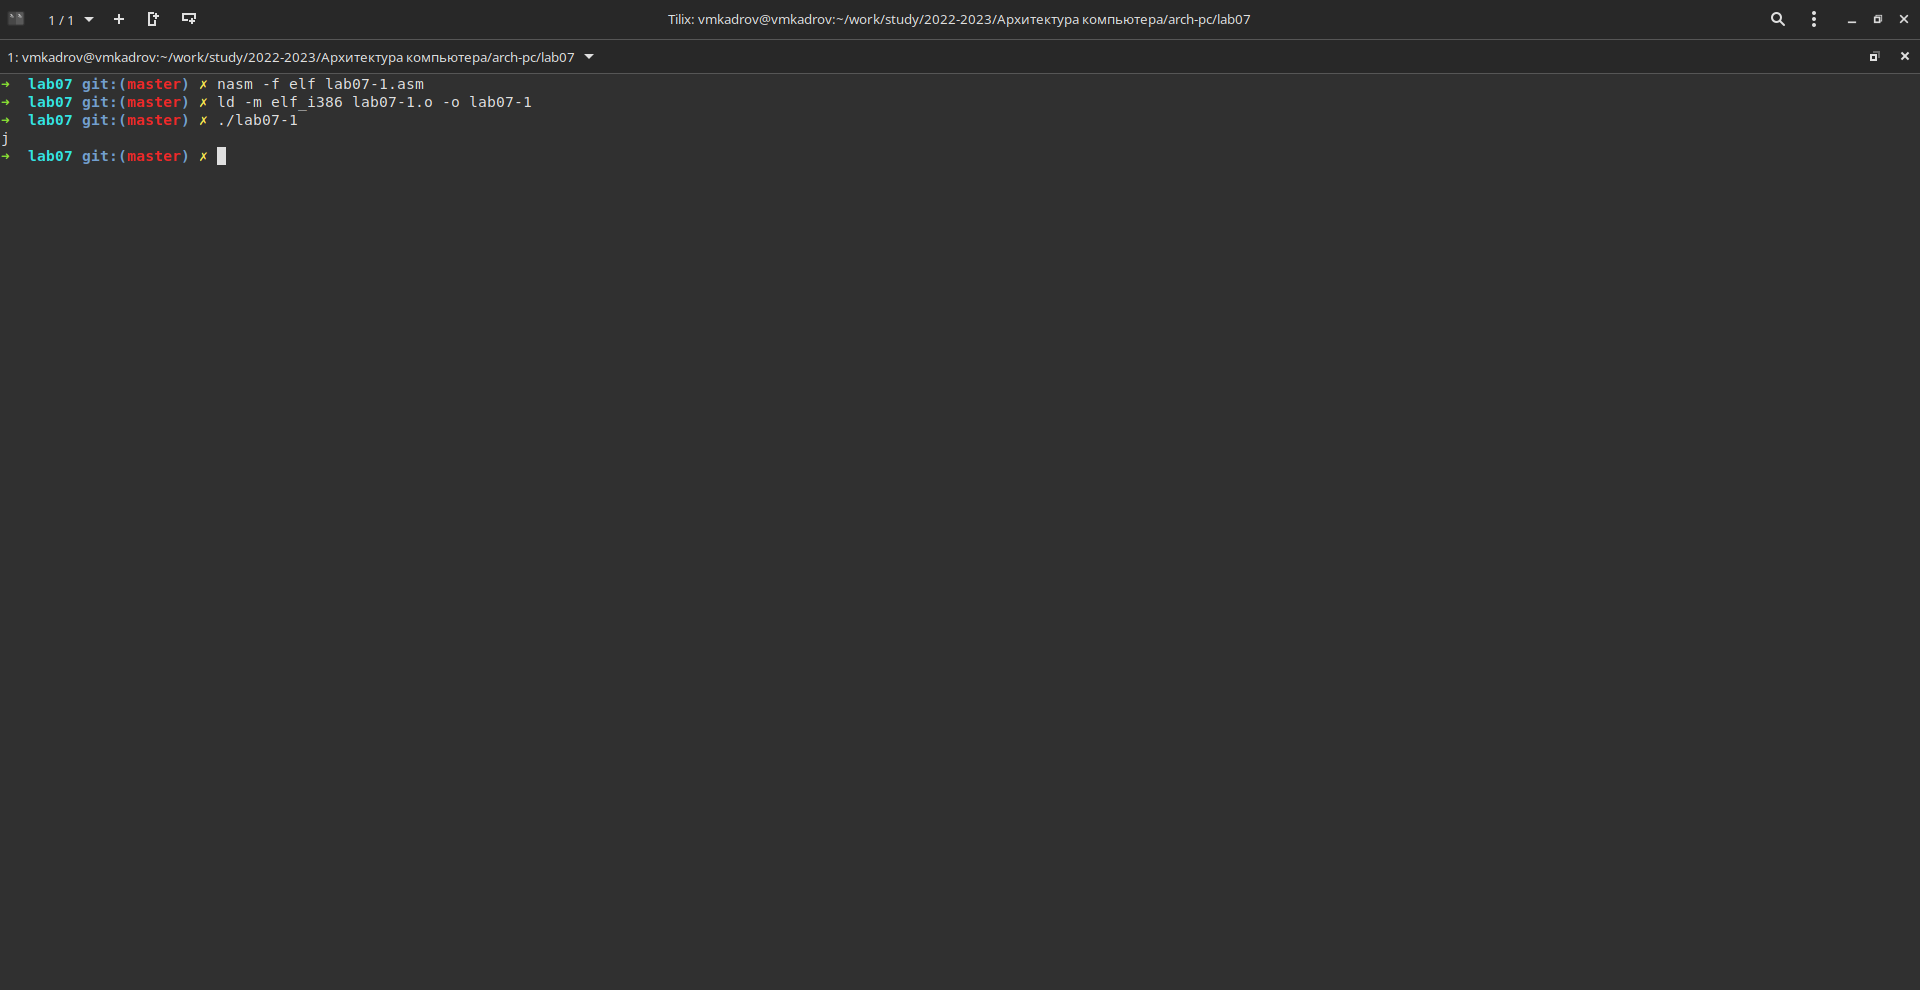 1 / 1
Tilix: vmkadrov@vmkadrov:~/work/study/2022-2023/Архитектура компьютера/arch-pc/lab07
1: vmkadrov@vmkadrov:~/work/study/2022-2023/Архитектура компьютера/arch-pc/lab07
➜  lab07 git:(master) ✗ nasm -f elf lab07-1.asm
➜  lab07 git:(master) ✗ ld -m elf_i386 lab07-1.o -o lab07-1
➜  lab07 git:(master) ✗ ./lab07-1
j
➜  lab07 git:(master) ✗